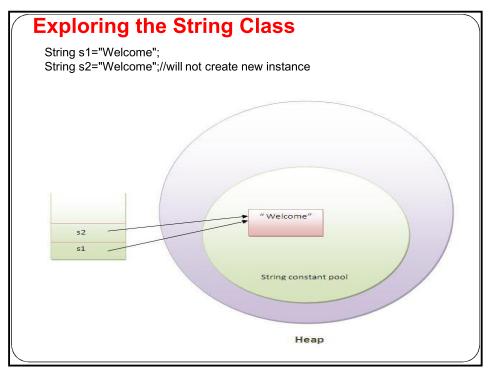 Exploring the String Class
String s1="Welcome";
String s2="Welcome";//will not create new instance
"Welcome"
s2
s1
String constant pool
Heap